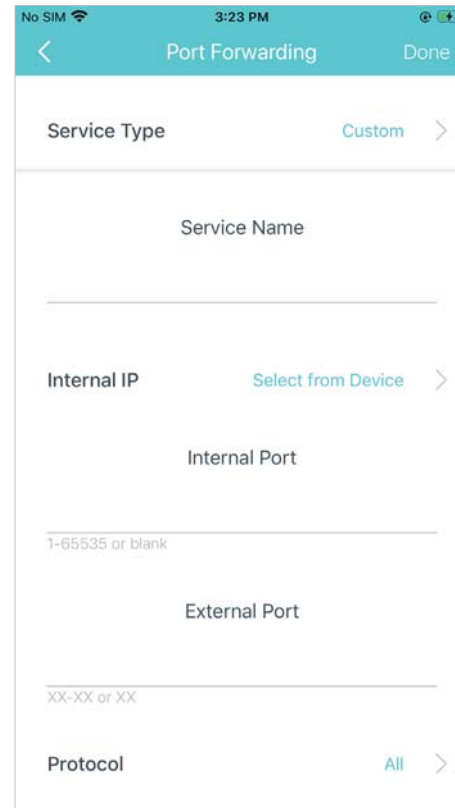 No SIM 3:23 PM
Port Forwarding Done
Service Type Custom
Service Name
Internal IP Select from Device
Internal Port
1-65535 or blank
External Port
XX-XX or XX
Protocol All